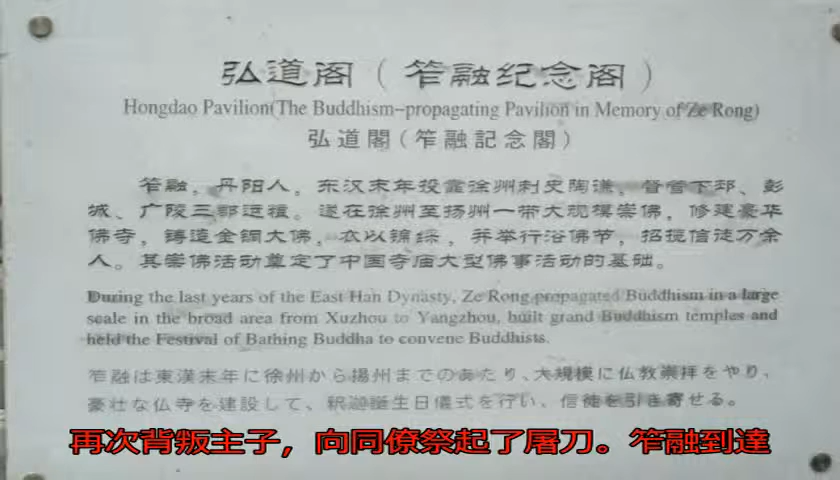 弘道阁（笮融纪念阁）
Hongdao Pavilion(The Buddhism-propagating Pavilion in Memory of Ze Rong)
弘道閣（笮融記念閣）
笮融，丹阳人。东汉末年投靠徐州刺史陶谦，督管下邳、彭
城、广陵三郡运粮。遂在徐州至扬州一带大规模崇佛，修建豪华
佛寺，铸造金铜大佛，衣以锦綵，并举行浴佛节，招揽信徒万余
人。其崇佛活动奠定了中国寺庙大型佛事活动的基础。
During the last years of the East Han Dynasty, Ze Rong propagated Buddhism in a large
scale in the broad area from Xuzhou to Yangzhou, built grand Buddhism temples and
held the Festival of Bathing Buddha to convene Buddhists.
笮融は東漢末年に徐州から揚州までのあたり、大規模に仏教崇拝をやり、
豪壮な仏寺を建設して、釈迦誕生日儀式を行い、信徒を引き寄せる。
再次背叛主子，向同僚祭起了屠刀。笮融到達